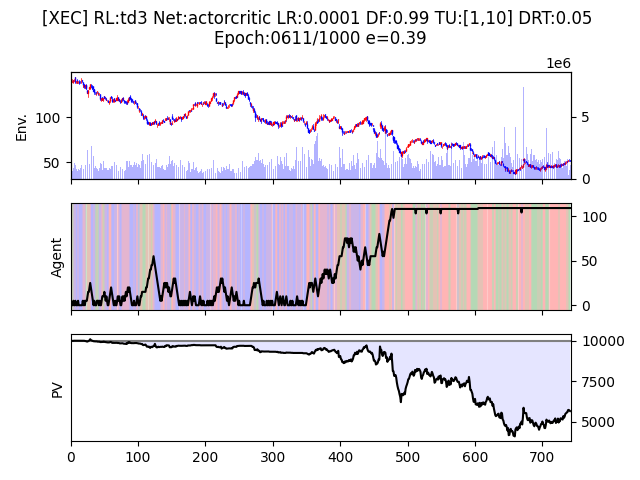 [XEC] RL:td3 Net:actorcritic LR:0.0001 DF:0.99 TU:[1,10] DRT:0.05
Epoch:0611/1000 e=0.39
1e6
Env.
100
50
5
0
Agent
100
50
0
PV
10000
7500
5000
0 100 200 300 400 500 600 700